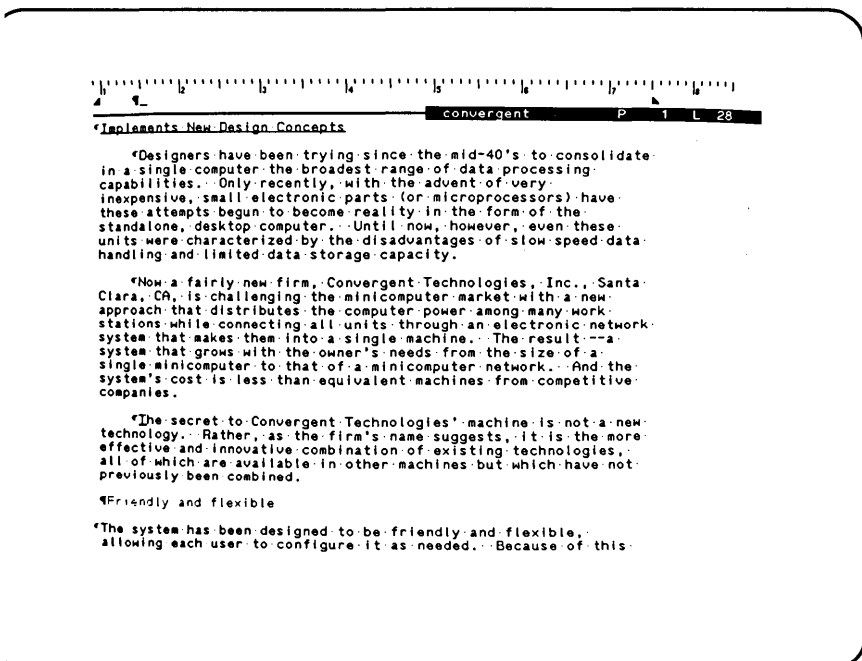 1 2 3 4 5 6 7 8
¶
convergent P 1 L 28
Implements New Design Concepts
Designers have been trying since the mid-40's to consolidate
in a single computer the broadest range of data processing
capabilities. Only recently, with the advent of very
inexpensive, small electronic parts (or microprocessors) have
these attempts begun to become reality in the form of the
standalone, desktop computer. Until now, however, even these
units were characterized by the disadvantages of slow speed data
handling and limited data storage capacity.
Now a fairly new firm, Convergent Technologies, Inc., Santa
Clara, CA, is challenging the minicomputer market with a new
approach that distributes the computer power among many work
stations while connecting all units through an electronic network
system that makes them into a single machine. The result --a
system that grows with the owner's needs from the size of a
single minicomputer to that of a minicomputer network. And the
system's cost is less than equivalent machines from competitive
companies.
The secret to Convergent Technologies' machine is not a new
technology. Rather, as the firm's name suggests, it is the more
effective and innovative combination of existing technologies,
all of which are available in other machines but which have not
previously been combined.
¶Friendly and flexible
The system has been designed to be friendly and flexible,
allowing each user to configure it as needed. Because of this